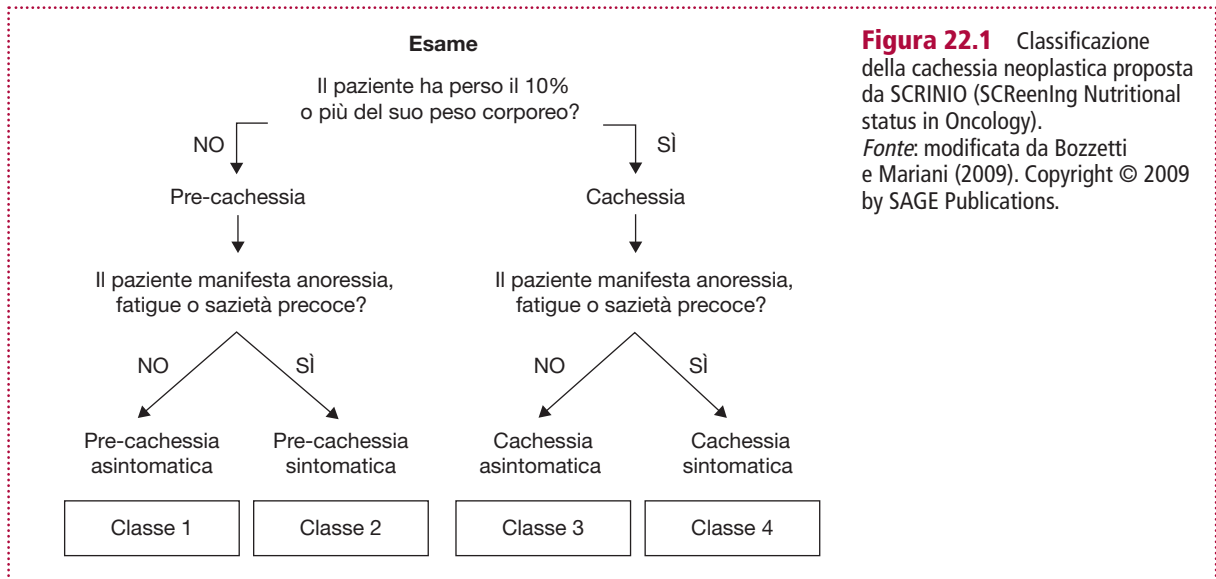 Esame
Il paziente ha perso il 10%
o più del suo peso corporeo?
NO
SÌ
Pre-cachessia
Cachessia
Il paziente manifesta anoressia,
fatigue o sazietà precoce?
Il paziente manifesta anoressia,
fatigue o sazietà precoce?
NO
SÌ
NO
SÌ
Pre-cachessia
asintomatica
Pre-cachessia
sintomatica
Cachessia
asintomatica
Cachessia
sintomatica
Classe 1
Classe 2
Classe 3
Classe 4
Figura 22.1 Classificazione
della cachessia neoplastica proposta
da SCRINIO (SCReenIng Nutritional
status in Oncology).
Fonte: modificata da Bozzetti
e Mariani (2009). Copyright © 2009
by SAGE Publications.